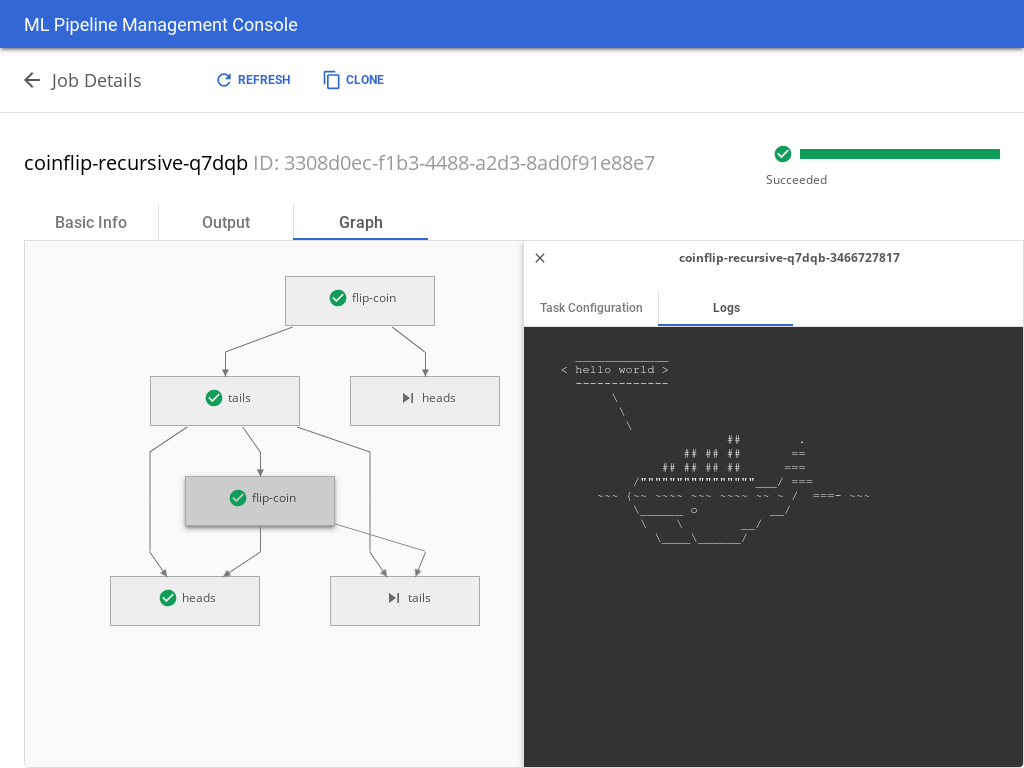 ML Pipeline Management Console
Job Details
REFRESH
CLONE
coinflip-recursive-q7dqb ID: 3308d0ec-f1b3-4488-a2d3-8ad0f91e88e7
Succeeded
Basic Info
Output
Graph
flip-coin
tails
heads
flip-coin
heads
tails
coinflip-recursive-q7dqb-3466727817
Task Configuration
Logs
  _____________
< hello world >
  -------------
       \
        \
         \
                       ##        .
                 ## ## ##       ==
              ## ## ## ##      ===
          /""""""""""""""""___/ ===
     ~~~ {~~ ~~~~ ~~~ ~~~~ ~~ ~ /  ===- ~~~
          \______ o          __/
           \    \        __/
             \____\______/